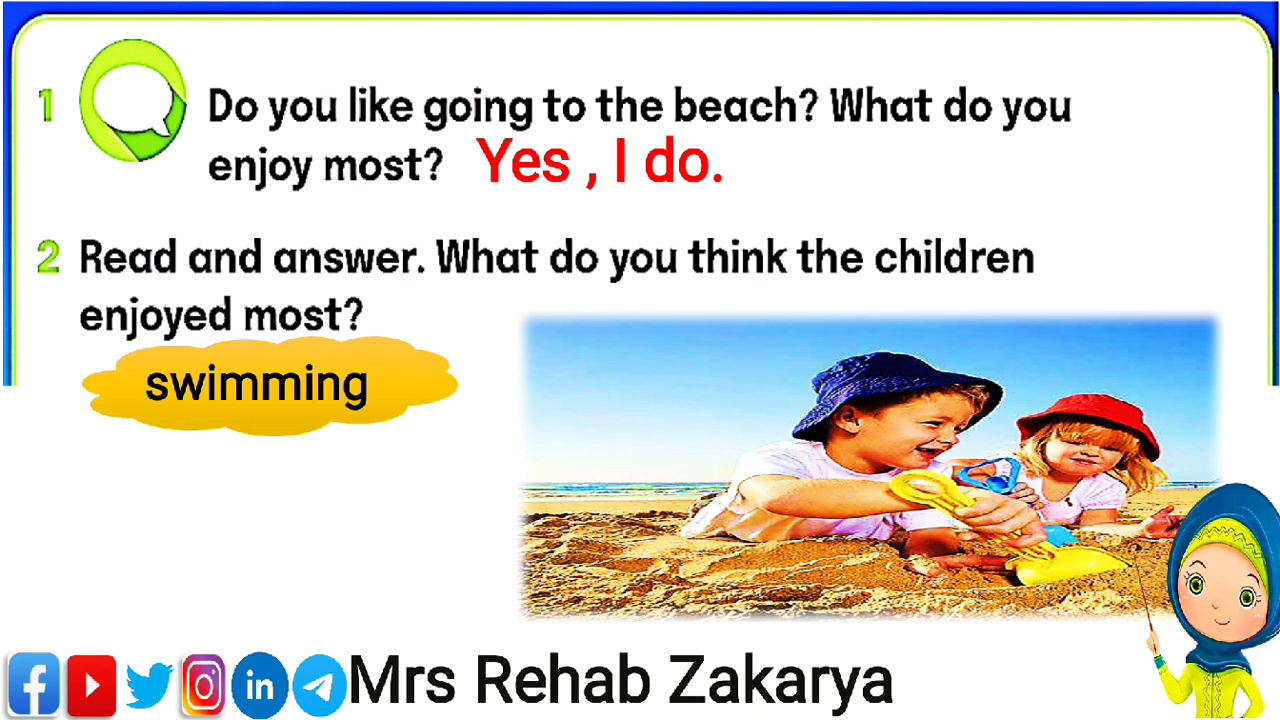 1 Do you like going to the beach? What do you
enjoy most? Yes , I do.
2 Read and answer. What do you think the children
enjoyed most?
swimming
Mrs Rehab Zakarya